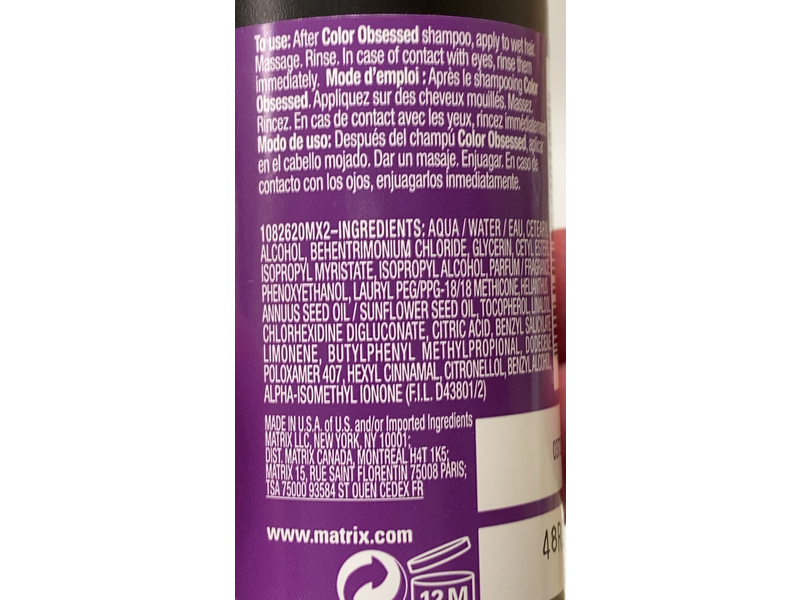 To use: After Color Obsessed shampoo, apply to wet hair.
Massage. Rinse. In case of contact with eyes, rinse them
immediately. Mode d'emploi : Après le shampooing Color
Obsessed. Appliquez sur des cheveux mouillés. Massez.
Rincez. En cas de contact avec les yeux, rincez immédiatement
Modo de uso: Después del champú Color Obsessed, aplicar
en el cabello mojado. Dar un masaje. Enjuagar. En caso de
contacto con los ojos, enjuagarlos inmediatamente.
1082620MX2–INGREDIENTS: AQUA / WATER / EAU, CETEARYL
ALCOHOL, BEHENTRIMONIUM CHLORIDE, GLYCERIN, CETYL ESTERS,
ISOPROPYL MYRISTATE, ISOPROPYL ALCOHOL, PARFUM / FRAGRANCE,
PHENOXYETHANOL, LAURYL PEG/PPG-18/18 METHICONE, HELIANTHUS
ANNUUS SEED OIL / SUNFLOWER SEED OIL, TOCOPHEROL, LINALOOL,
CHLORHEXIDINE DIGLUCONATE, CITRIC ACID, BENZYL SALICYLATE,
LIMONENE, BUTYLPHENYL METHYLPROPIONAL, DODECENE,
POLOXAMER 407, HEXYL CINNAMAL, CITRONELLOL, BENZYL ALCOHOL,
ALPHA-ISOMETHYL IONONE (F.I.L. D43801/2)
MADE IN U.S.A. of U.S. and/or Imported Ingredients
MATRIX LLC, NEW YORK, NY 10001;
DIST. MATRIX CANADA, MONTREAL H4T 1K5;
MATRIX 15, RUE SAINT FLORENTIN 75008 PARIS;
TSA 75000 93584 ST OUEN CEDEX FR
www.matrix.com
48R
12 M